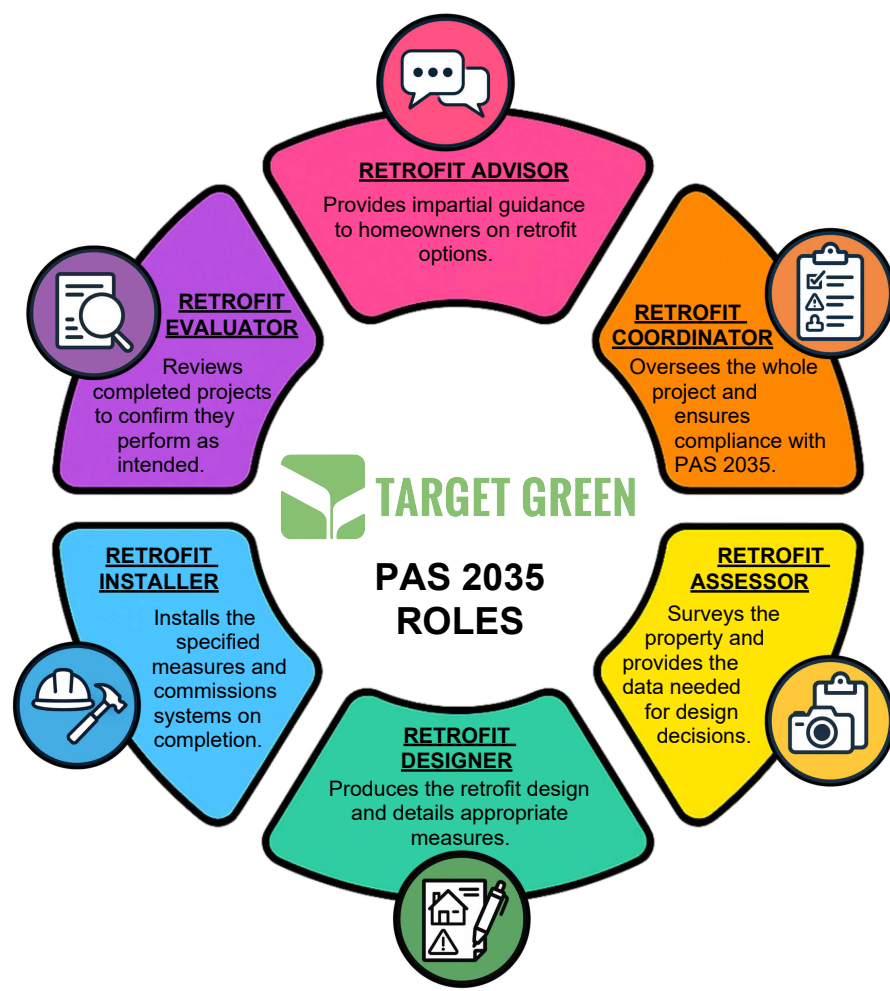 RETROFIT ADVISOR
Provides impartial guidance
to homeowners on retrofit
options.
RETROFIT
COORDINATOR
Oversees the whole
project and
ensures
compliance with
PAS 2035.
RETROFIT
ASSESSOR
Surveys the
property and
provides the
data needed
for design
decisions.
RETROFIT
DESIGNER
Produces the retrofit design
and details appropriate
measures.
RETROFIT
INSTALLER
Installs the
specified
measures and
commissions
systems on
completion.
RETROFIT
EVALUATOR
Reviews
completed projects
to confirm they
perform as
intended.
TARGET GREEN
PAS 2035
ROLES